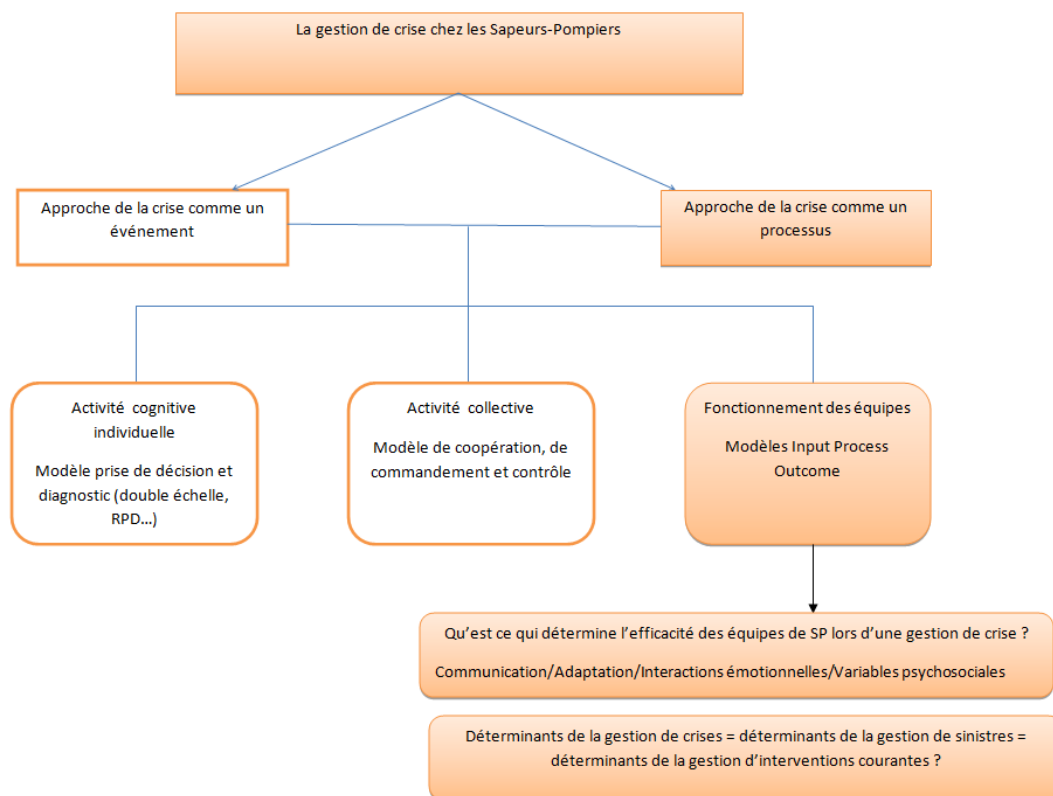 La gestion de crise chez les Sapeurs-Pompiers
Approche de la crise comme un
événement
Approche de la crise comme un
processus
Activité cognitive
individuelle
Modèle prise de décision et
diagnostic (double échelle,
RPD...)
Activité collective
Modèle de coopération, de
commandement et contrôle
Fonctionnement des équipes
Modèles Input Process
Outcome
Qu'est ce qui détermine l'efficacité des équipes de SP lors d'une gestion de crise ?
Communication/Adaptation/Interactions émotionnelles/Variables psychosociales
Déterminants de la gestion de crises = déterminants de la gestion de sinistres =
déterminants de la gestion d'interventions courantes ?